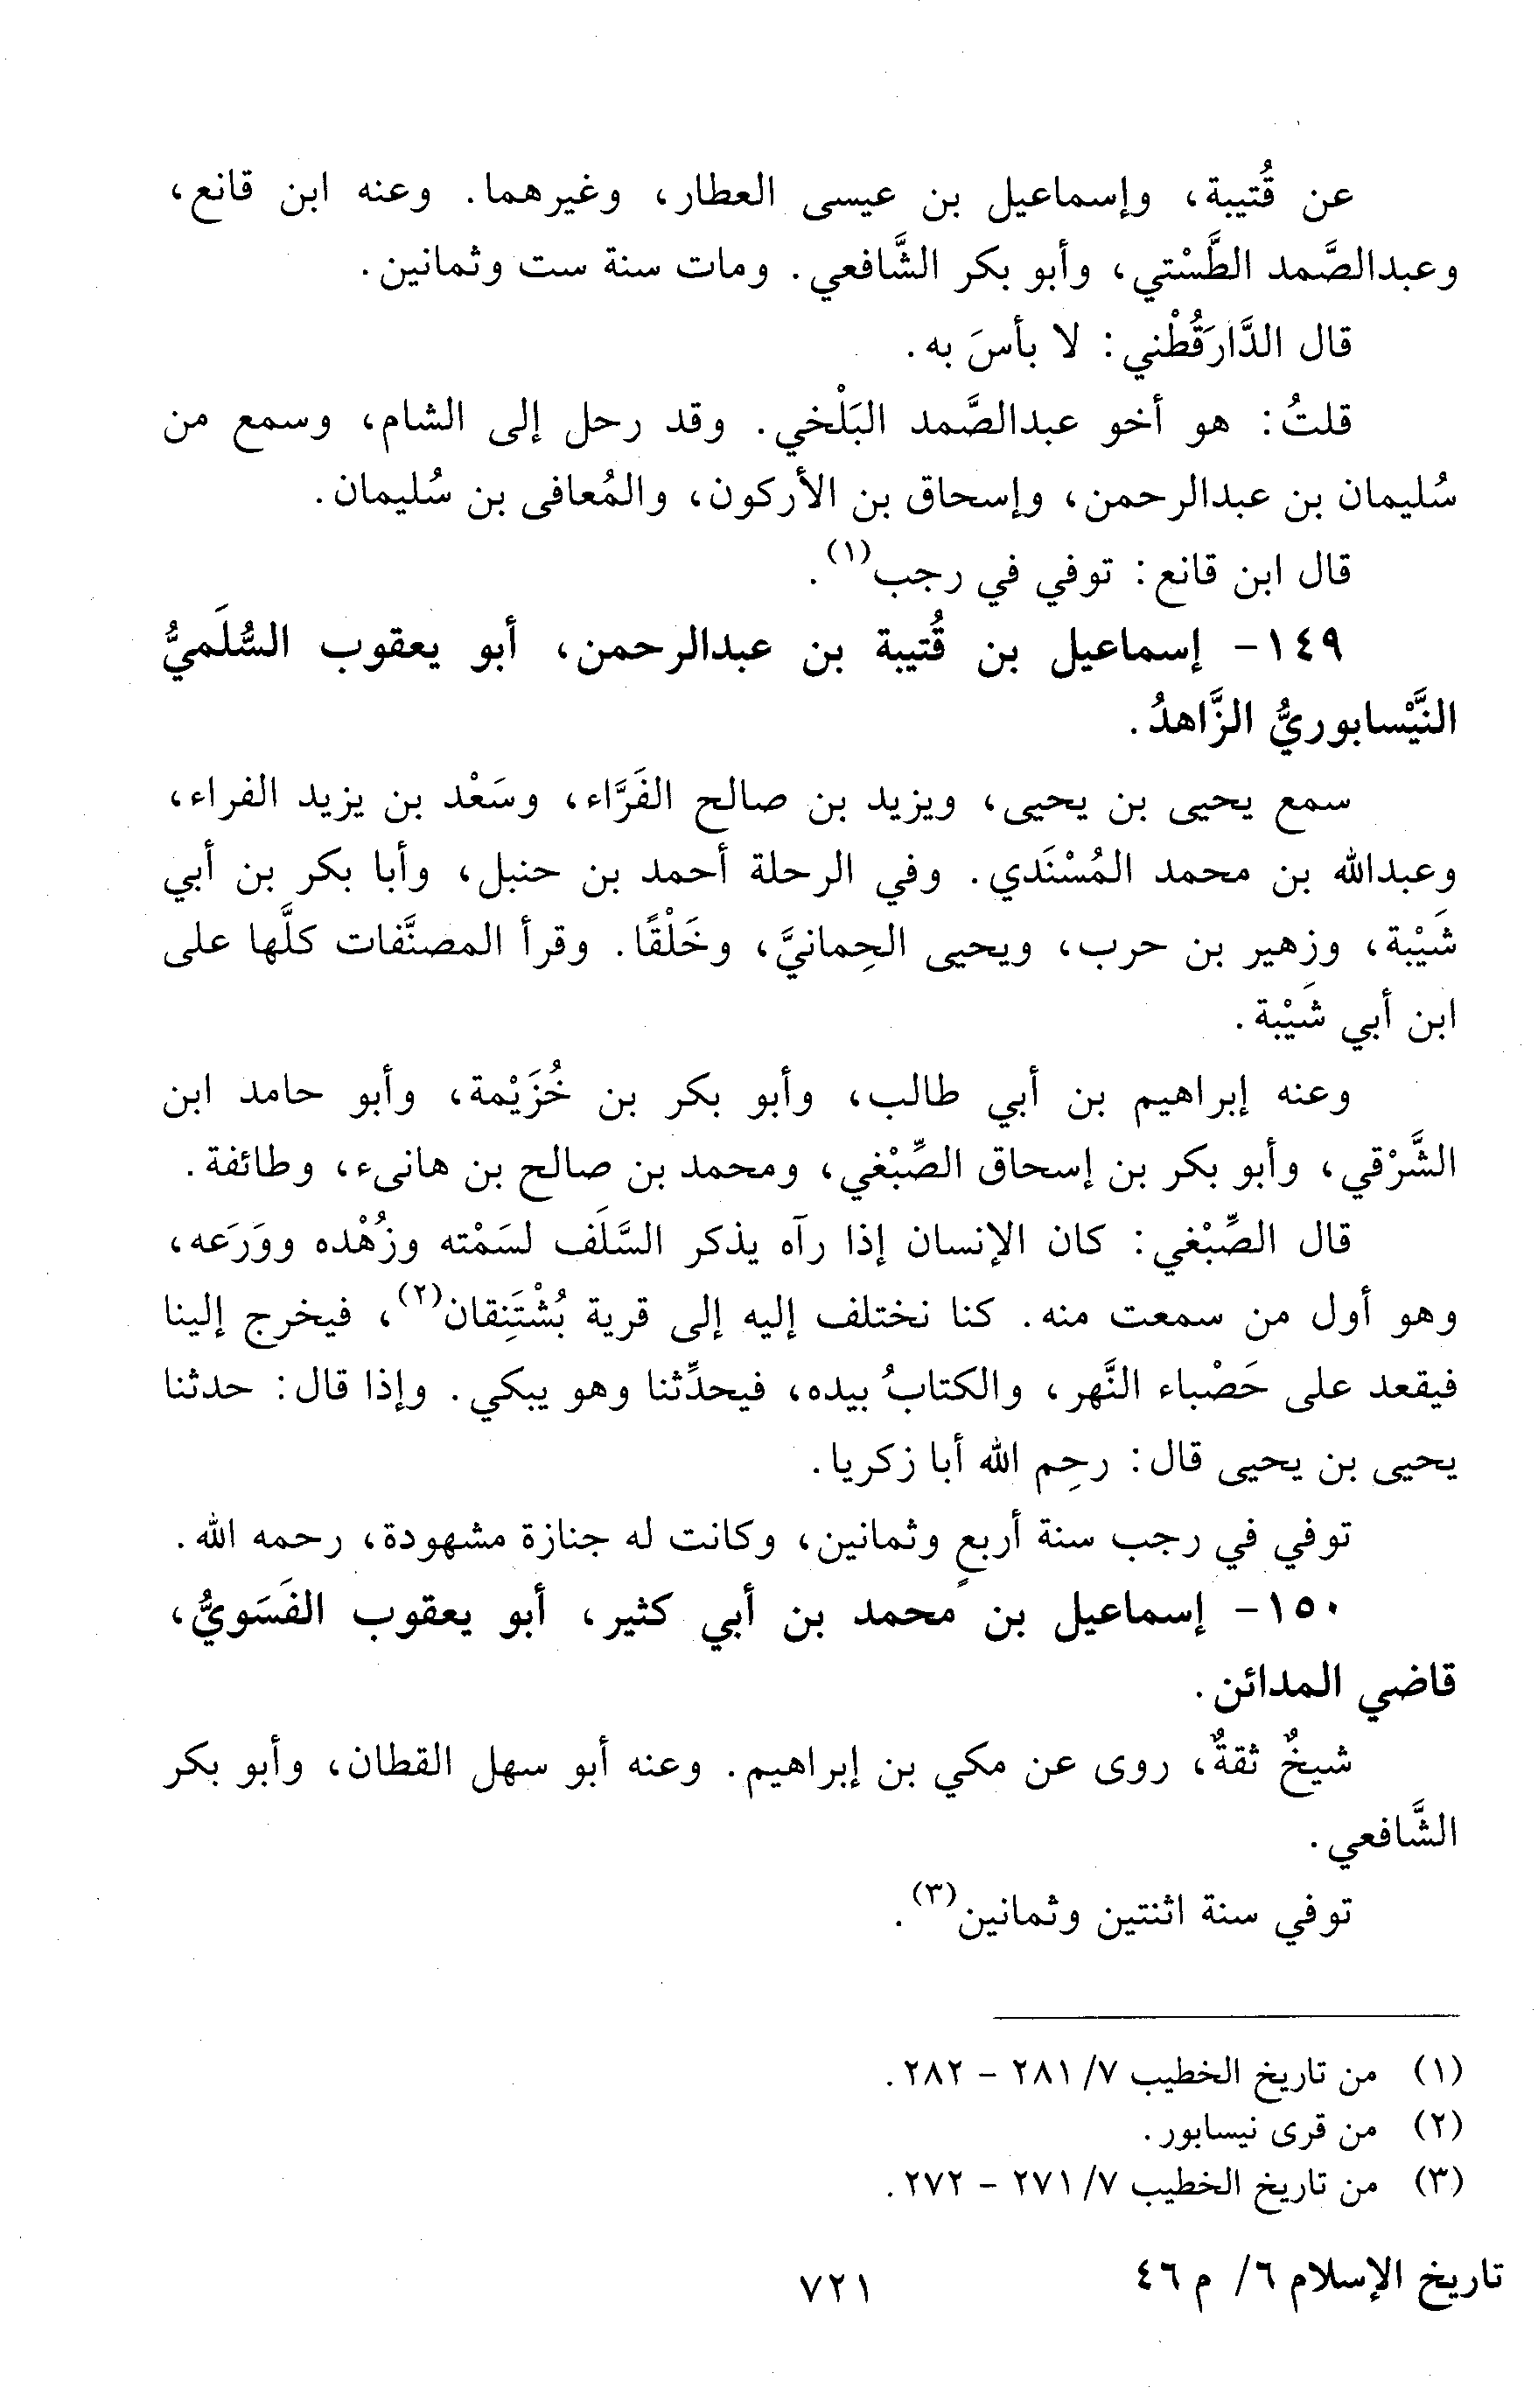 عن قُتيبة، وإسماعيل بن عيسى العطار، وغيرهما. وعنه ابن قانع،
وعبدالصَّمد الطَّسْتي، وأبو بكر الشَّافعي. ومات سنة ست وثمانين.
قال الدَّارَقُطْني: لا بأسَ به.
قلتُ: هو أخو عبدالصَّمد البَلْخي. وقد رحل إلى الشام، وسمع من
سُليمان بن عبدالرحمن، وإسحاق بن الأركون، والمُعافى بن سُليمان.
قال ابن قانع: توفي في رجب(١).
١٤٩- إسماعيل بن قُتيبة بن عبدالرحمن، أبو يعقوب السُّلَميُّ
النَّيْسابوريُّ الزَّاهدُ.
سمع يحيى بن يحيى، ويزيد بن صالح الفَرَّاء، وسَعْد بن يزيد الفراء،
وعبدالله بن محمد المُسْنَدي. وفي الرحلة أحمد بن حنبل، وأبا بكر بن أبي
شَيْبة، وزهير بن حرب، ويحيى الحِمانيَّ، وخَلْقًا. وقرأ المصنَّفات كلَّها على
ابن أبي شَيْبة.
وعنه إبراهيم بن أبي طالب، وأبو بكر بن خُزَيْمة، وأبو حامد ابن
الشَّرْقي، وأبو بكر بن إسحاق الصِّبْغي، ومحمد بن صالح بن هانىء، وطائفة.
قال الصِّبْغي: كان الإنسان إذا رآه يذكر السَّلَف لسَمْته وزُهْده ووَرَعه،
وهو أول من سمعت منه. كنا نختلف إليه إلى قرية بُشْتَنِقان(٢)، فيخرج إلينا
فيقعد على حَصْباء النَّهر، والكتابُ بيده، فيحدِّثنا وهو يبكي. وإذا قال: حدثنا
يحيى بن يحيى قال: رحِم الله أبا زكريا.
توفي في رجب سنة أربعٍ وثمانين، وكانت له جنازة مشهودة، رحمه الله.
١٥٠- إسماعيل بن محمد بن أبي كثير، أبو يعقوب الفَسَويُّ،
قاضي المدائن.
شيخٌ ثقةٌ، روى عن مكي بن إبراهيم. وعنه أبو سهل القطان، وأبو بكر
الشَّافعي.
توفي سنة اثنتين وثمانين(٣).
(١) من تاريخ الخطيب ٧/ ٢٨١ - ٢٨٢.
(٢) من قرى نيسابور.
(٣) من تاريخ الخطيب ٧/ ٢٧١ - ٢٧٢.
تاريخ الإسلام ٦/ م ٤٦
٧٢١